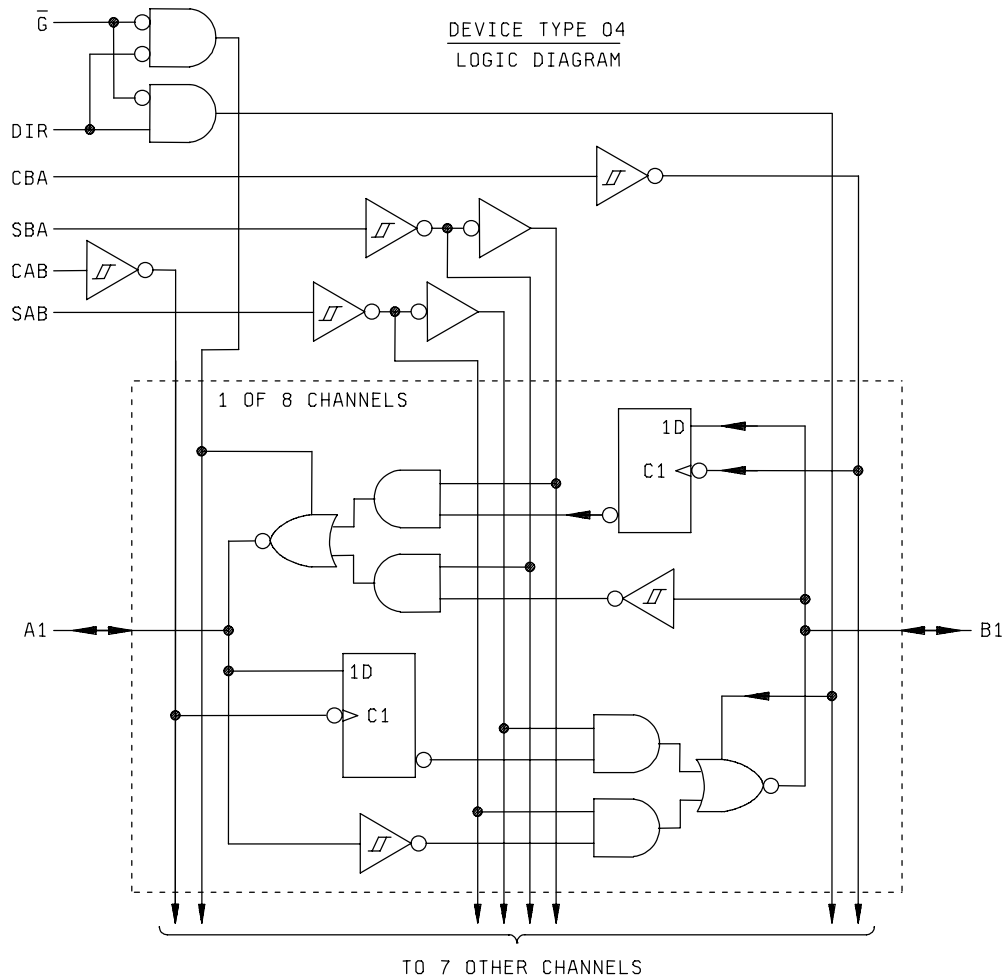 G̅
DEVICE TYPE 04
LOGIC DIAGRAM
DIR
CBA
SBA
CAB
SAB
1 OF 8 CHANNELS
1D
C1
A1
B1
1D
C1
TO 7 OTHER CHANNELS